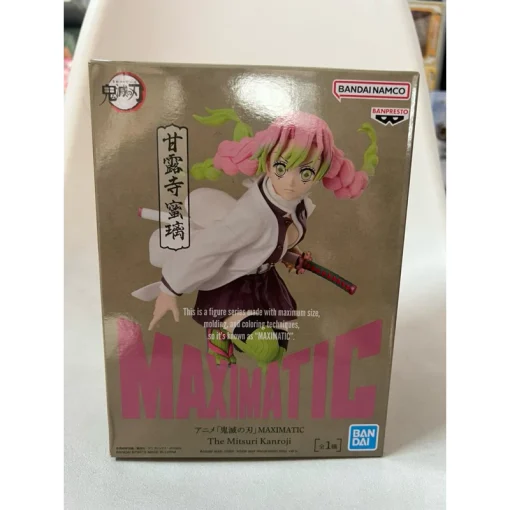 鬼滅の刃
BANDAI NAMCO
BANPRESTO
甘露寺蜜璃
This is a figure series made with maximum size,
molding, and coloring techniques,
so it's known as "MAXIMATIC".
MAXIMATIC
アニメ「鬼滅の刃」MAXIMATIC
The Mitsuri Kanroji
[全1種]
BAN
DAI